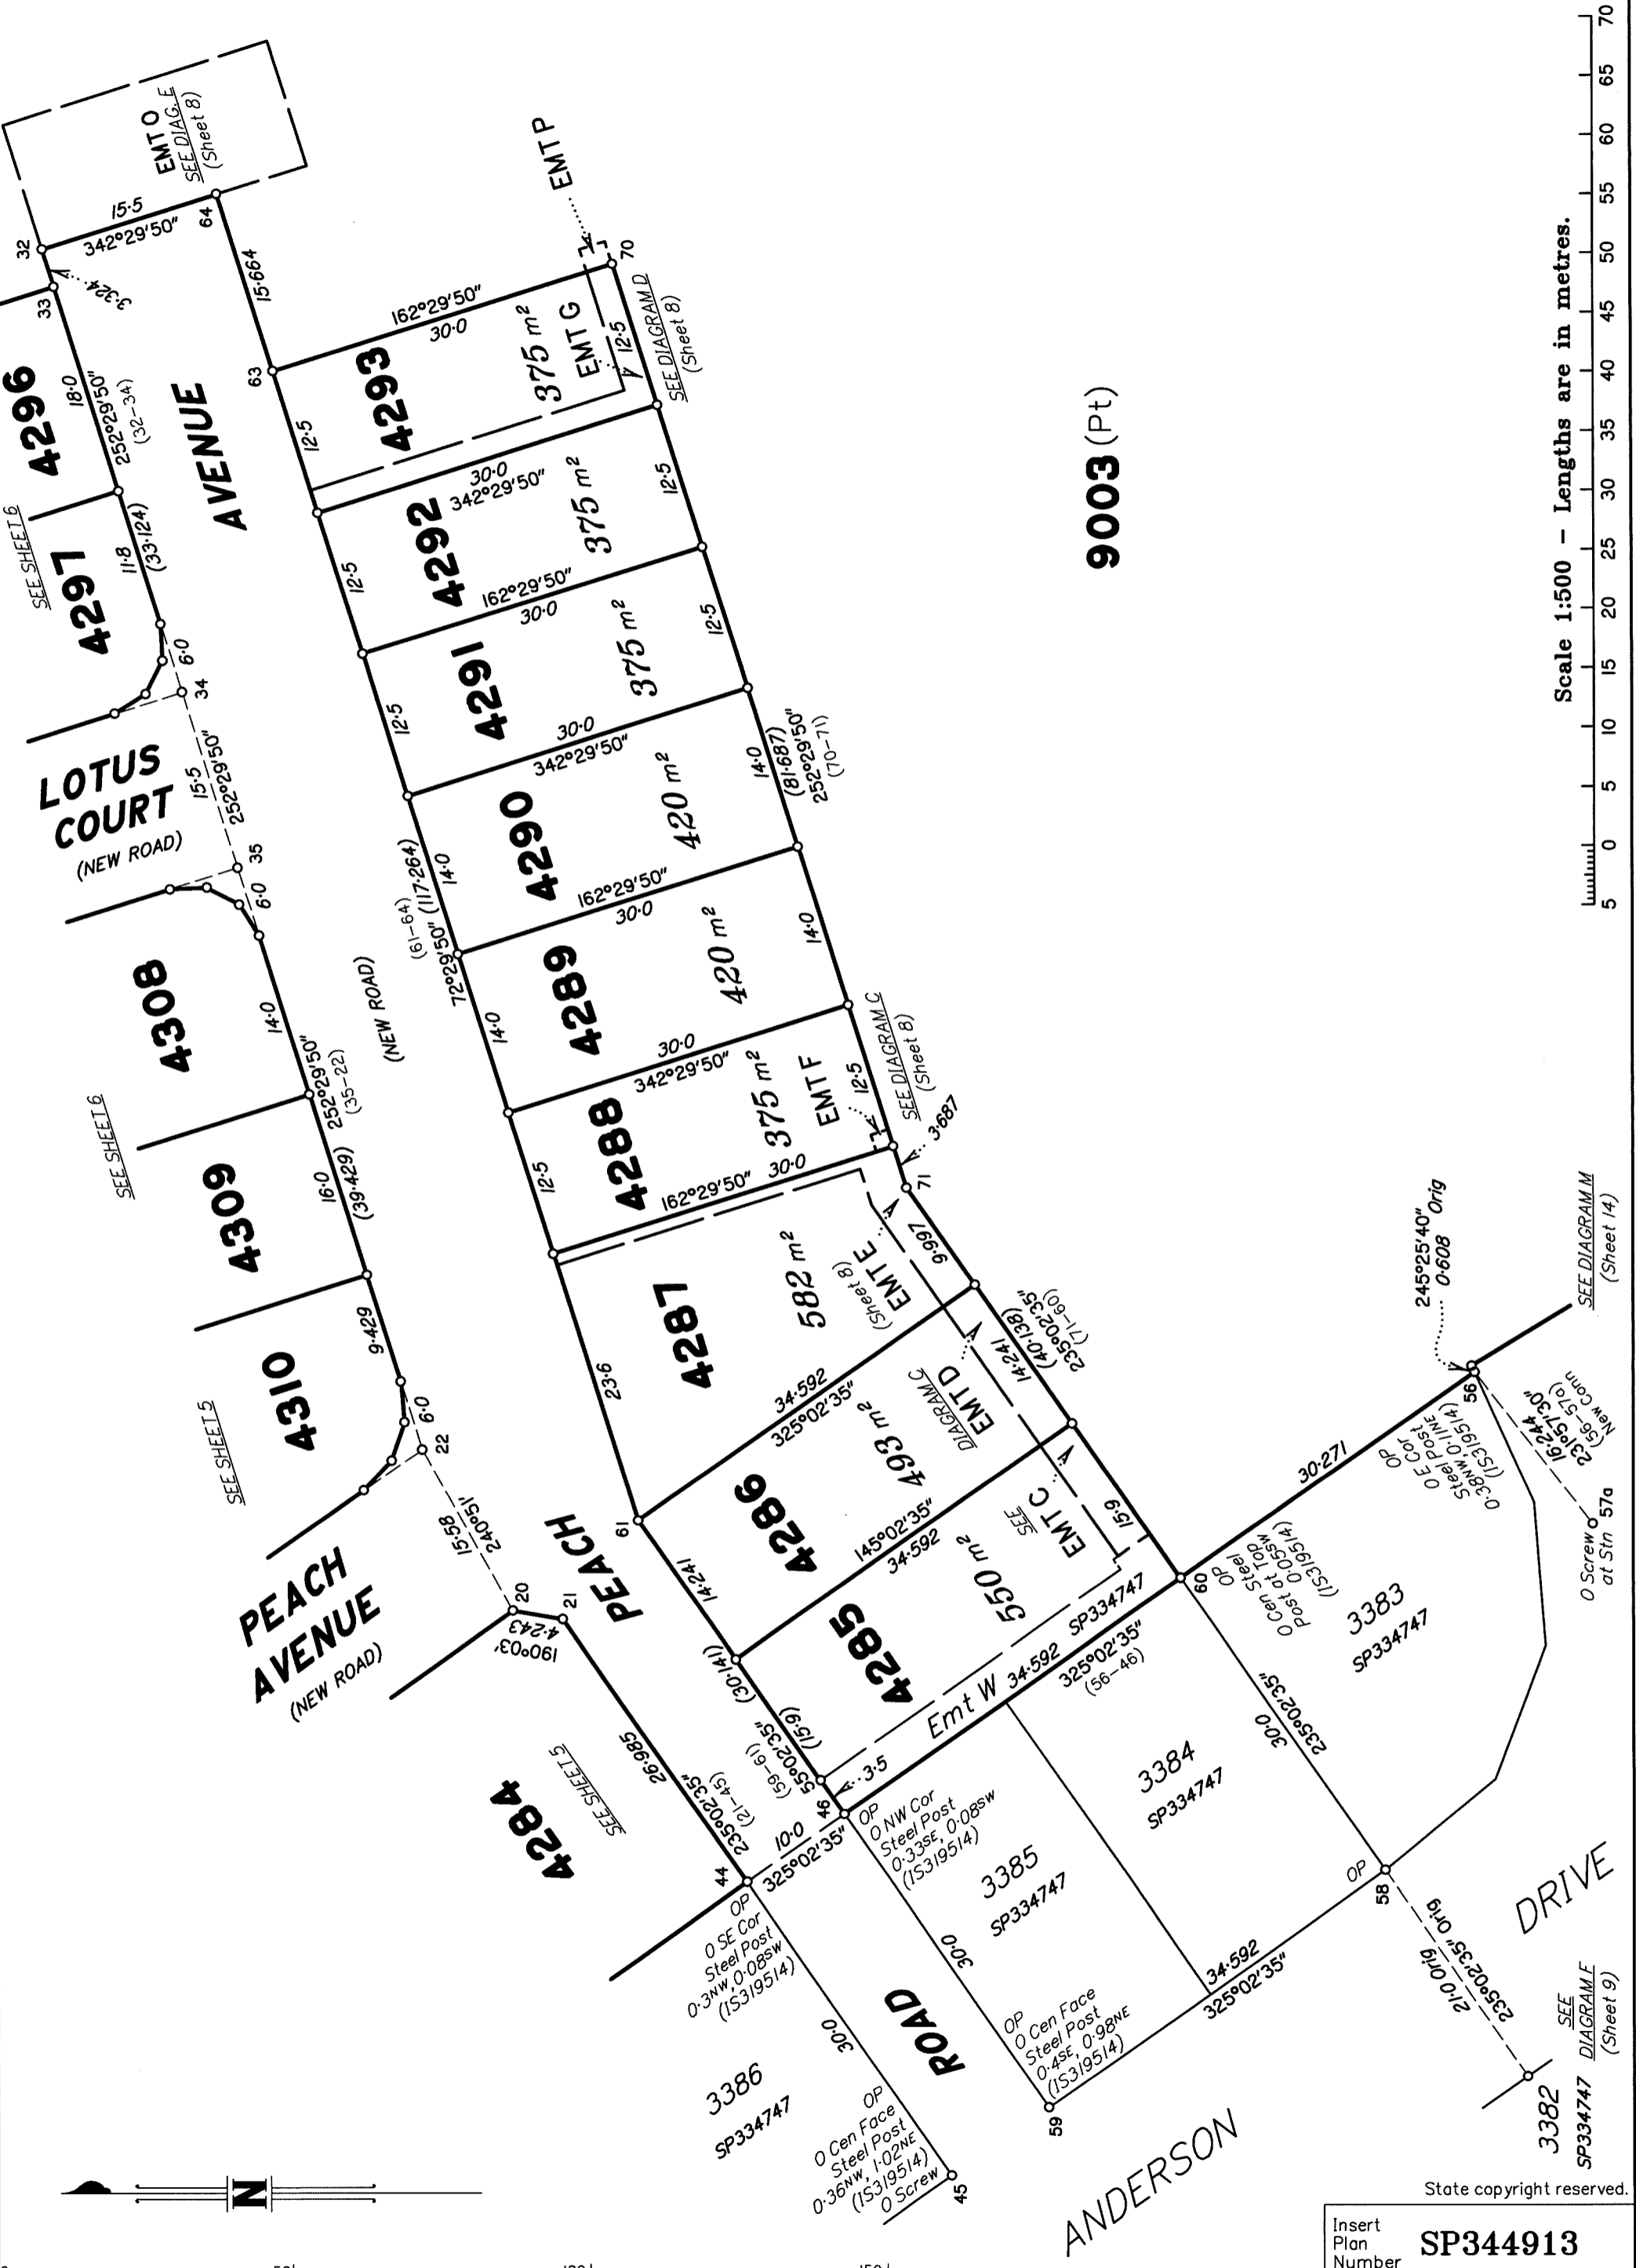 32
33
3·324
15·5
342°29'50"
64
EMT O
SEE DIAG. E
(Sheet 8)
4296
18·0
252°29'50"
(32-34)
SEE SHEET 6
4297
11·8
(33·124)
6·0
34
AVENUE
15·664
63
12·5
4293
162°29'50"
30·0
375 m²
EMT G
EMT P
70
12·5
SEE DIAGRAM D
(Sheet 8)
LOTUS
COURT
(NEW ROAD)
15·5
252°29'50"
35
6·0
12·5
4292
30·0
342°29'50"
375 m²
12·5
12·5
4291
162°29'50"
30·0
375 m²
12·5
14·0
(61-64)
72°29'50" (117·264)
4290
30·0
342°29'50"
420 m²
14·0
(81·687)
252°29'50"
(70-71)
9003 (Pt)
4308
14·0
252°29'50"
(35-22)
(NEW ROAD)
14·0
4289
162°29'50"
30·0
420 m²
14·0
SEE SHEET 6
4309
16·0
(39·429)
12·5
4288
30·0
342°29'50"
375 m²
EMT F
12·5
SEE DIAGRAM C
(Sheet 8)
3·687
71
4310
9·429
6·0
22
SEE SHEET 5
23·6
4287
162°29'50"
30·0
582 m²
(Sheet 8)
EMT E
9·997
PEACH
AVENUE
(NEW ROAD)
15·58
240°51'
20
21
190°03'
4·243
PEACH
61
14·241
4286
34·592
325°02'35"
493 m²
DIAGRAM C
EMT D
14·241
(40·138)
235°02'35"
(71-60)
4284
SEE SHEET 5
26·985
235°02'35"
(21-45)
(30·141)
(15·9)
55°02'35"
(59-61)
4285
145°02'35"
34·592
550 m²
SEE
EMT C
15·9
Emt W
34·592
SP334747
325°02'35"
(56-46)
60
44
10·0
325°02'35"
46
3·5
OP
O NW Cor
Steel Post
0·33SE, 0·08SW
(IS319514)
OP
O SE Cor
Steel Post
0·3NW, 0·08SW
(IS319514)
3386
SP334747
30·0
OP
O Cen Face
Steel Post
0·36NW, 1·02NE
(IS319514)
O Screw
45
ROAD
30·0
3385
SP334747
3384
SP334747
OP
O Cen Face
Steel Post
0·4SE, 0·98NE
(IS319514)
59
34·592
325°02'35"
30·0
235°02'35"
OP
O Cen Steel
Post at Top
0·05SW
(IS319514)
3383
SP334747
30·271
OP
O E Cor
Steel Post
0·38NW, 0·11NE
(IS319514)
56
245°25'40"
0·608 Orig
SEE DIAGRAM M
(Sheet 14)
16·244
231°57'30"
(56-57a)
New Conn
O Screw
at Stn 57a
OP
58
21·0 Orig
235°02'35" Orig
ANDERSON
DRIVE
3382
SP334747
SEE
DIAGRAM F
(Sheet 9)
N
Scale 1:500 – Lengths are in metres.
5 0 5 10 15 20 25 30 35 40 45 50 55 60 65 70
State copyright reserved.
Insert
Plan
Number
SP344913